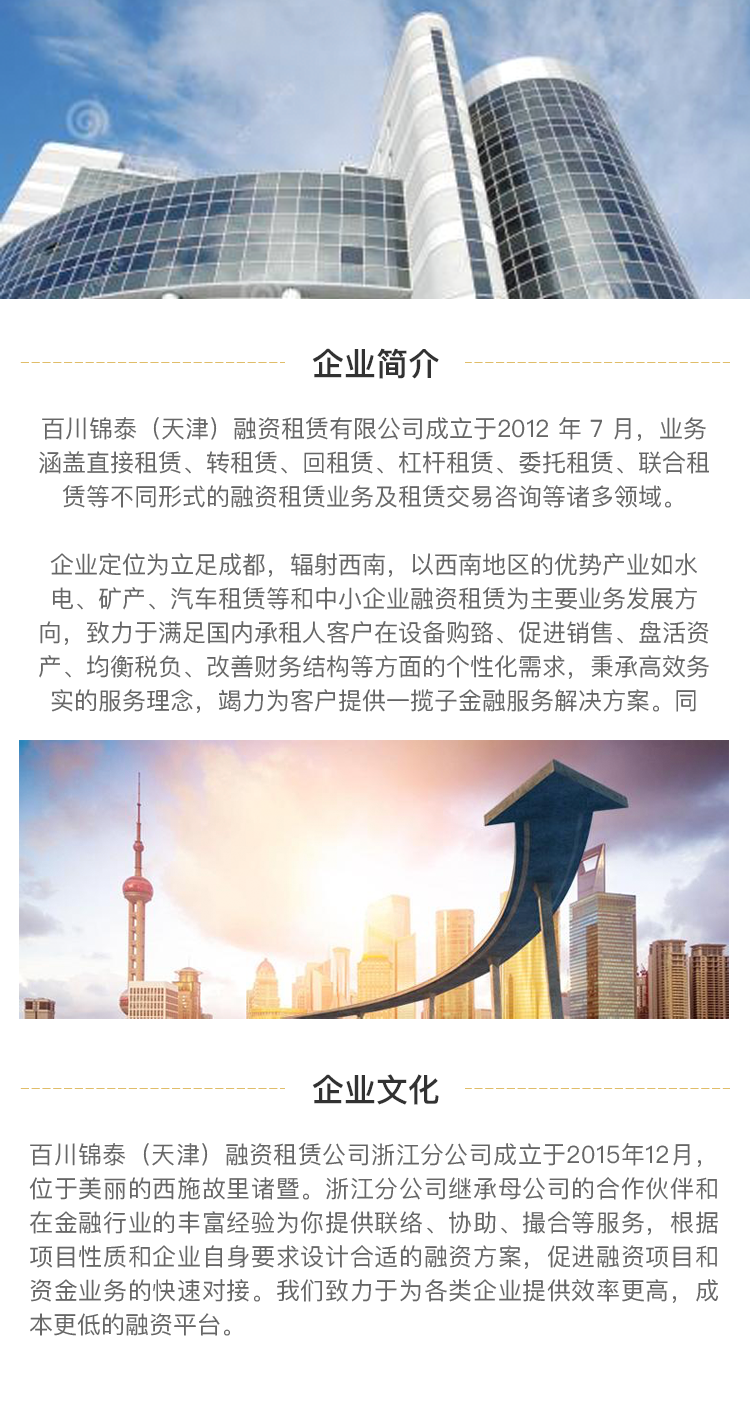 企业简介
百川锦泰（天津）融资租赁有限公司成立于2012 年 7 月，业务
涵盖直接租赁、转租赁、回租赁、杠杆租赁、委托租赁、联合租
赁等不同形式的融资租赁业务及租赁交易咨询等诸多领域。
企业定位为立足成都，辐射西南，以西南地区的优势产业如水
电、矿产、汽车租赁等和中小企业融资租赁为主要业务发展方
向，致力于满足国内承租人客户在设备购臵、促进销售、盘活资
产、均衡税负、改善财务结构等方面的个性化需求，秉承高效务
实的服务理念，竭力为客户提供一揽子金融服务解决方案。同
企业文化
百川锦泰（天津）融资租赁公司浙江分公司成立于2015年12月，
位于美丽的西施故里诸暨。浙江分公司继承母公司的合作伙伴和
在金融行业的丰富经验为你提供联络、协助、撮合等服务，根据
项目性质和企业自身要求设计合适的融资方案，促进融资项目和
资金业务的快速对接。我们致力于为各类企业提供效率更高，成
本更低的融资平台。